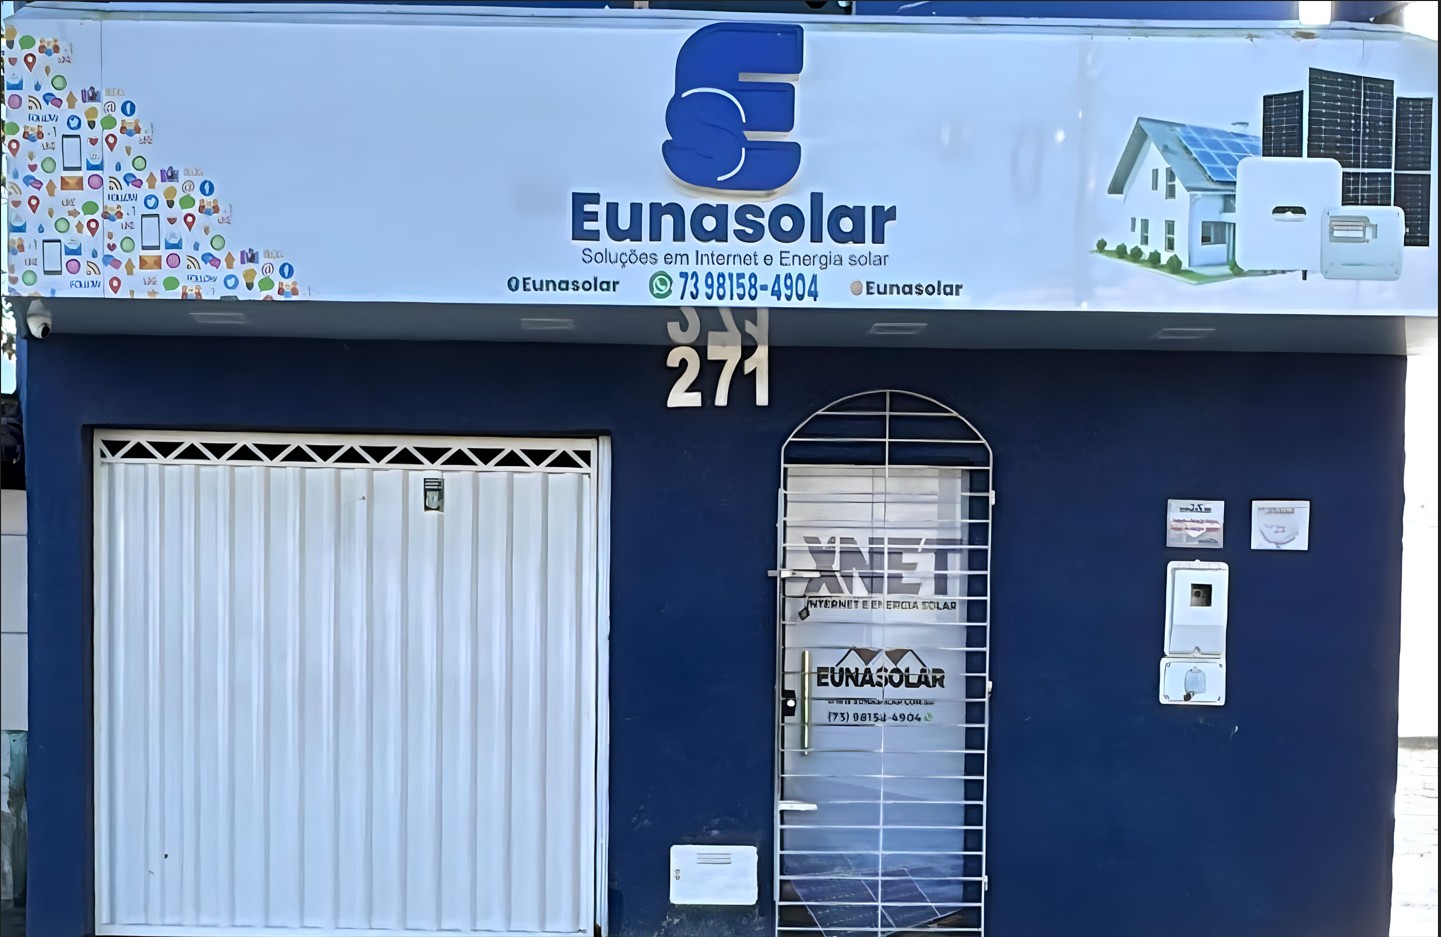 ES
Eunasolar
Soluções em Internet e Energia solar
Eunasolar
73 98158-4904
Eunasolar
271
XNET
INTERNET E ENERGIA SOLAR
EUNASOLAR
(73) 98158-4904